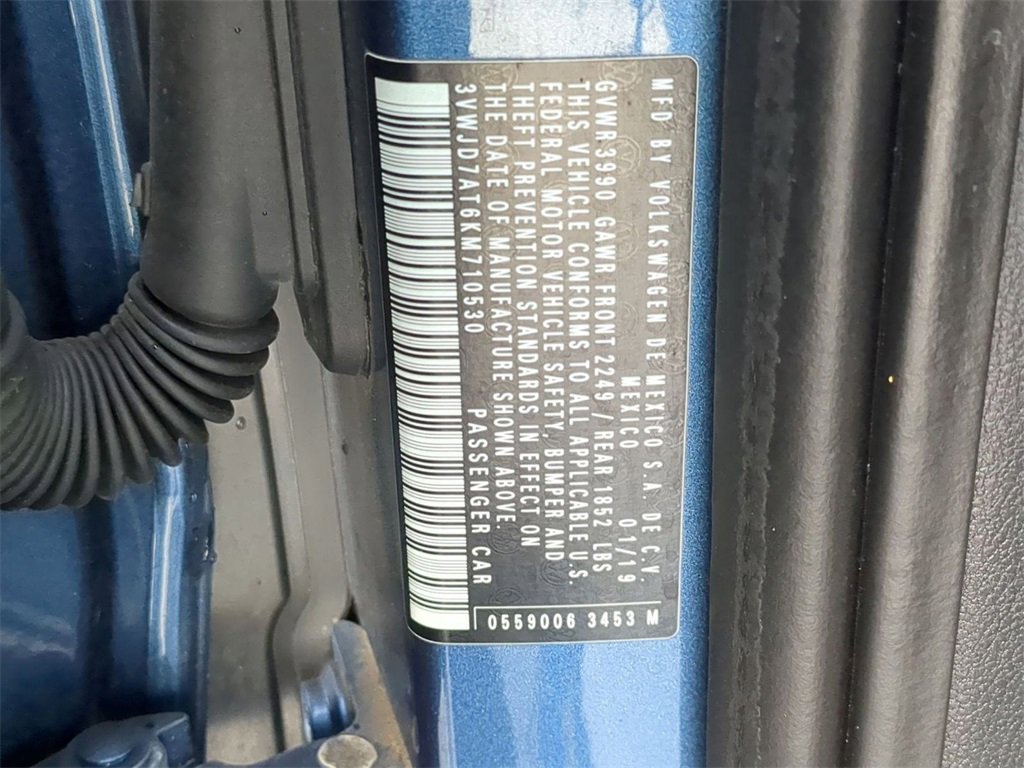 MFD BY VOLKSWAGEN DE MEXICO S.A. DE C.V.
MEXICO 01/19
GVWR 3990 GAWR FRONT 2249 / REAR 1852 LBS
THIS VEHICLE CONFORMS TO ALL APPLICABLE U.S.
FEDERAL MOTOR VEHICLE SAFETY, BUMPER AND
THEFT PREVENTION STANDARDS IN EFFECT ON
THE DATE OF MANUFACTURE SHOWN ABOVE
3VWJD7AT6KM710530 PASSENGER CAR
0559006 3453 M